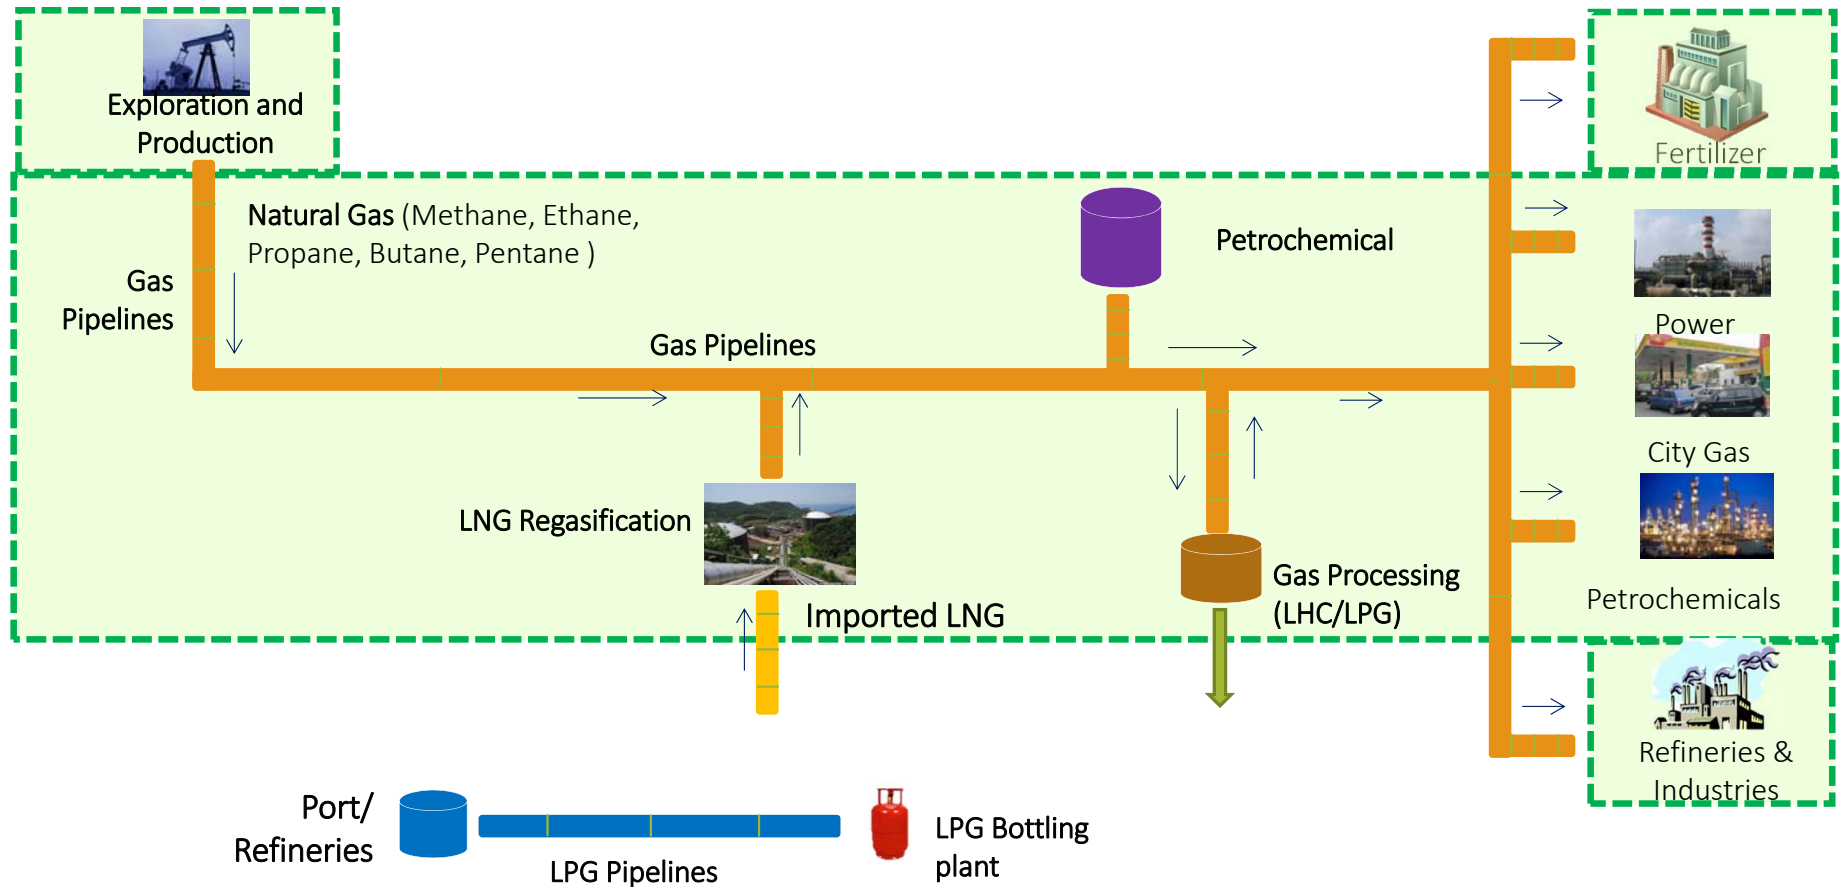 Exploration and
Production
Fertilizer
Natural Gas (Methane, Ethane,
Propane, Butane, Pentane )
Petrochemical
Gas
Pipelines
Gas Pipelines
Power
City Gas
LNG Regasification
Gas Processing
(LHC/LPG)
Petrochemicals
Imported LNG
Refineries &
Industries
Port/
Refineries
LPG Pipelines
LPG Bottling
plant